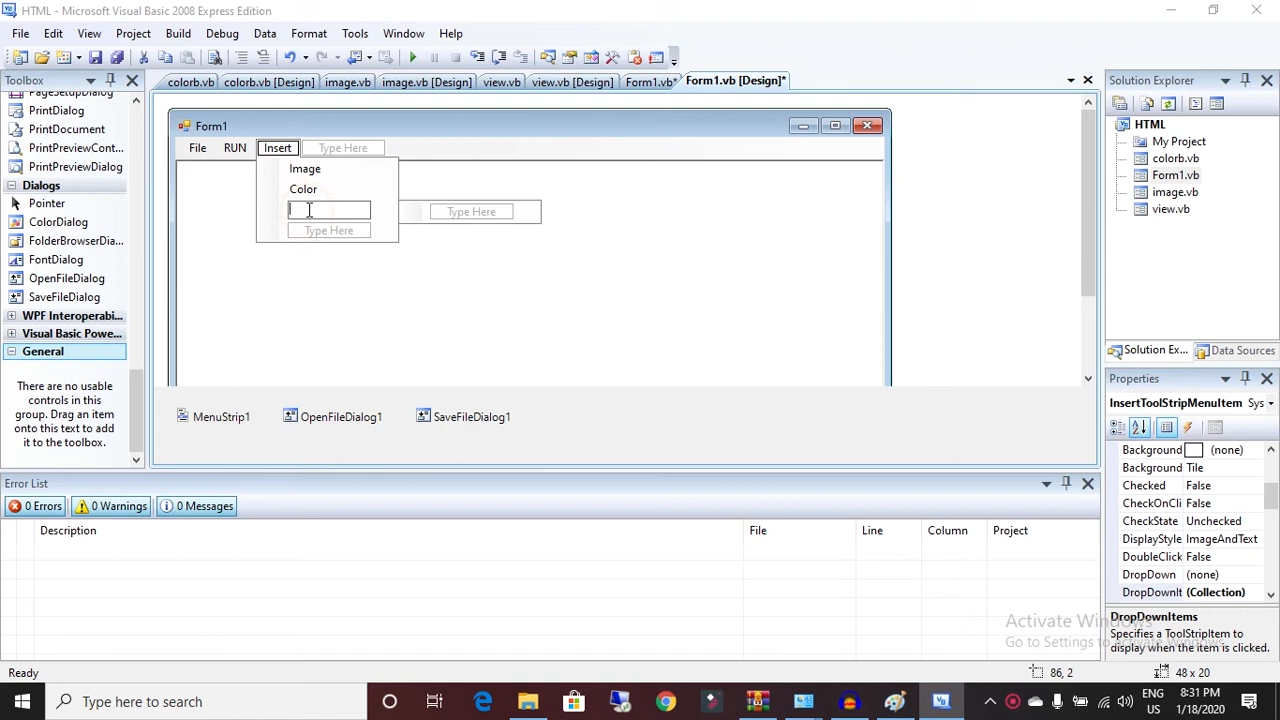 HTML - Microsoft Visual Basic 2008 Express Edition
File Edit View Project Build Debug Data Format Tools Window Help
Toolbox
colorb.vb colorb.vb [Design] image.vb image.vb [Design] view.vb view.vb [Design] Form1.vb* Form1.vb [Design]*
Solution Explorer
PageSetupDialog
PrintDialog
PrintDocument
PrintPreviewCont...
PrintPreviewDialog
Dialogs
Pointer
ColorDialog
FolderBrowserDia...
FontDialog
OpenFileDialog
SaveFileDialog
WPF Interoperabi...
Visual Basic Powe...
General
There are no usable
controls in this
group. Drag an item
onto this text to add
it to the toolbox.
Form1
File RUN Insert Type Here
Image
Color
Type Here
Type Here
MenuStrip1 OpenFileDialog1 SaveFileDialog1
HTML
My Project
colorb.vb
Form1.vb
image.vb
view.vb
Solution Ex... Data Sources
Properties
InsertToolStripMenuItem Sys
Background (none)
Background Tile
Checked False
CheckOnCli False
CheckState Unchecked
DisplayStyle ImageAndText
DoubleClick False
DropDown (none)
DropDownIt (Collection)
DropDownItems
Specifies a ToolStripItem to
display when the item is clicked.
Error List
0 Errors 0 Warnings 0 Messages
Description File Line Column Project
Activate Windows
Go to Settings to activate Windows.
Ready 86, 2 48 x 20
Type here to search
ENG
US
8:31 PM
1/18/2020